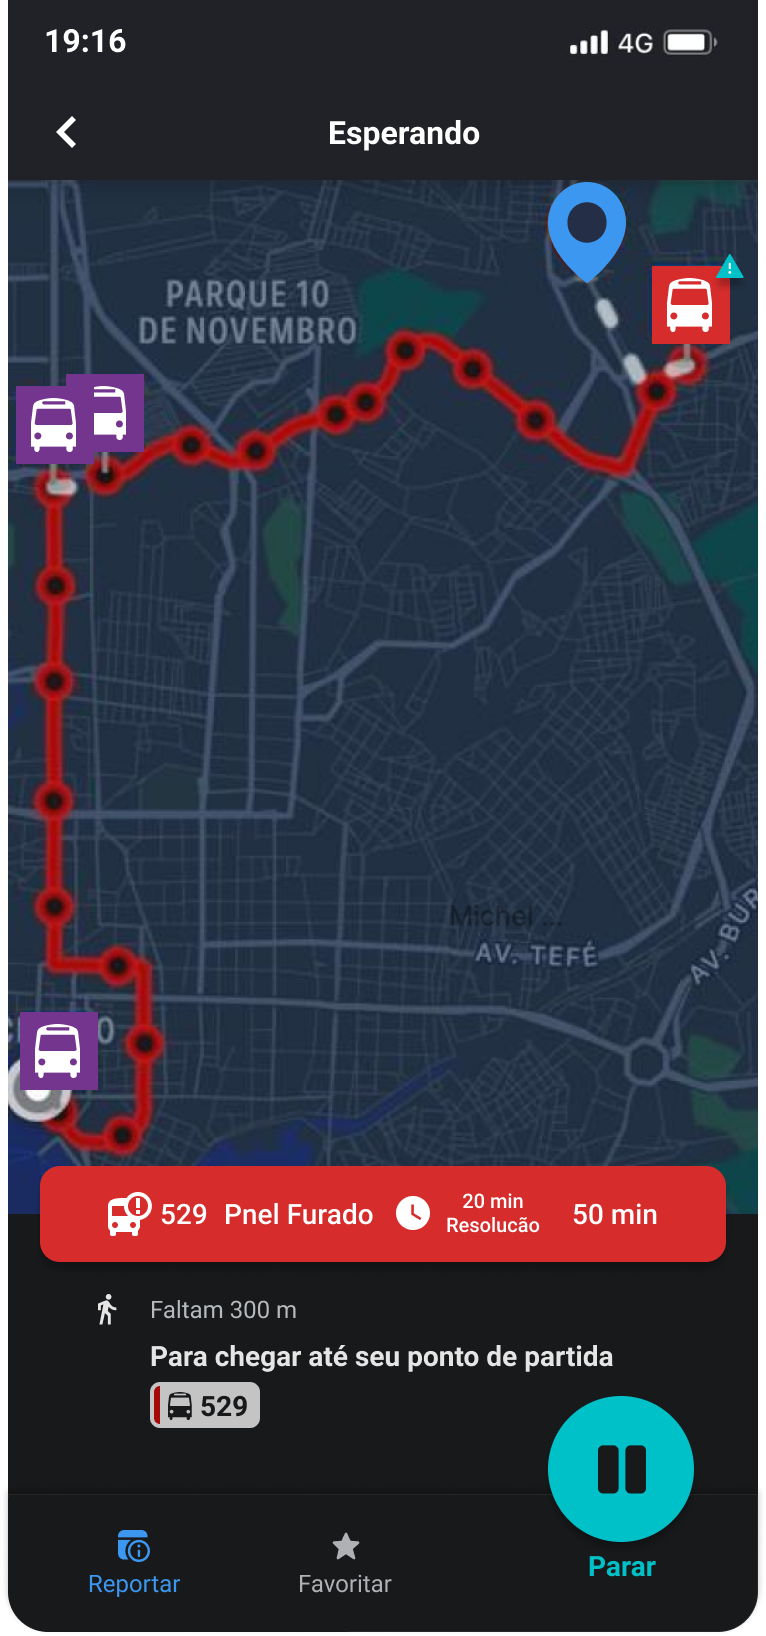 19:16
4G
Esperando
PARQUE 10
DE NOVEMBRO
Michel ...
AV. TEFÉ
AV. BUR
529 Pnel Furado 20 min Resolucão 50 min
Faltam 300 m
Para chegar até seu ponto de partida
529
Reportar
Favoritar
Parar